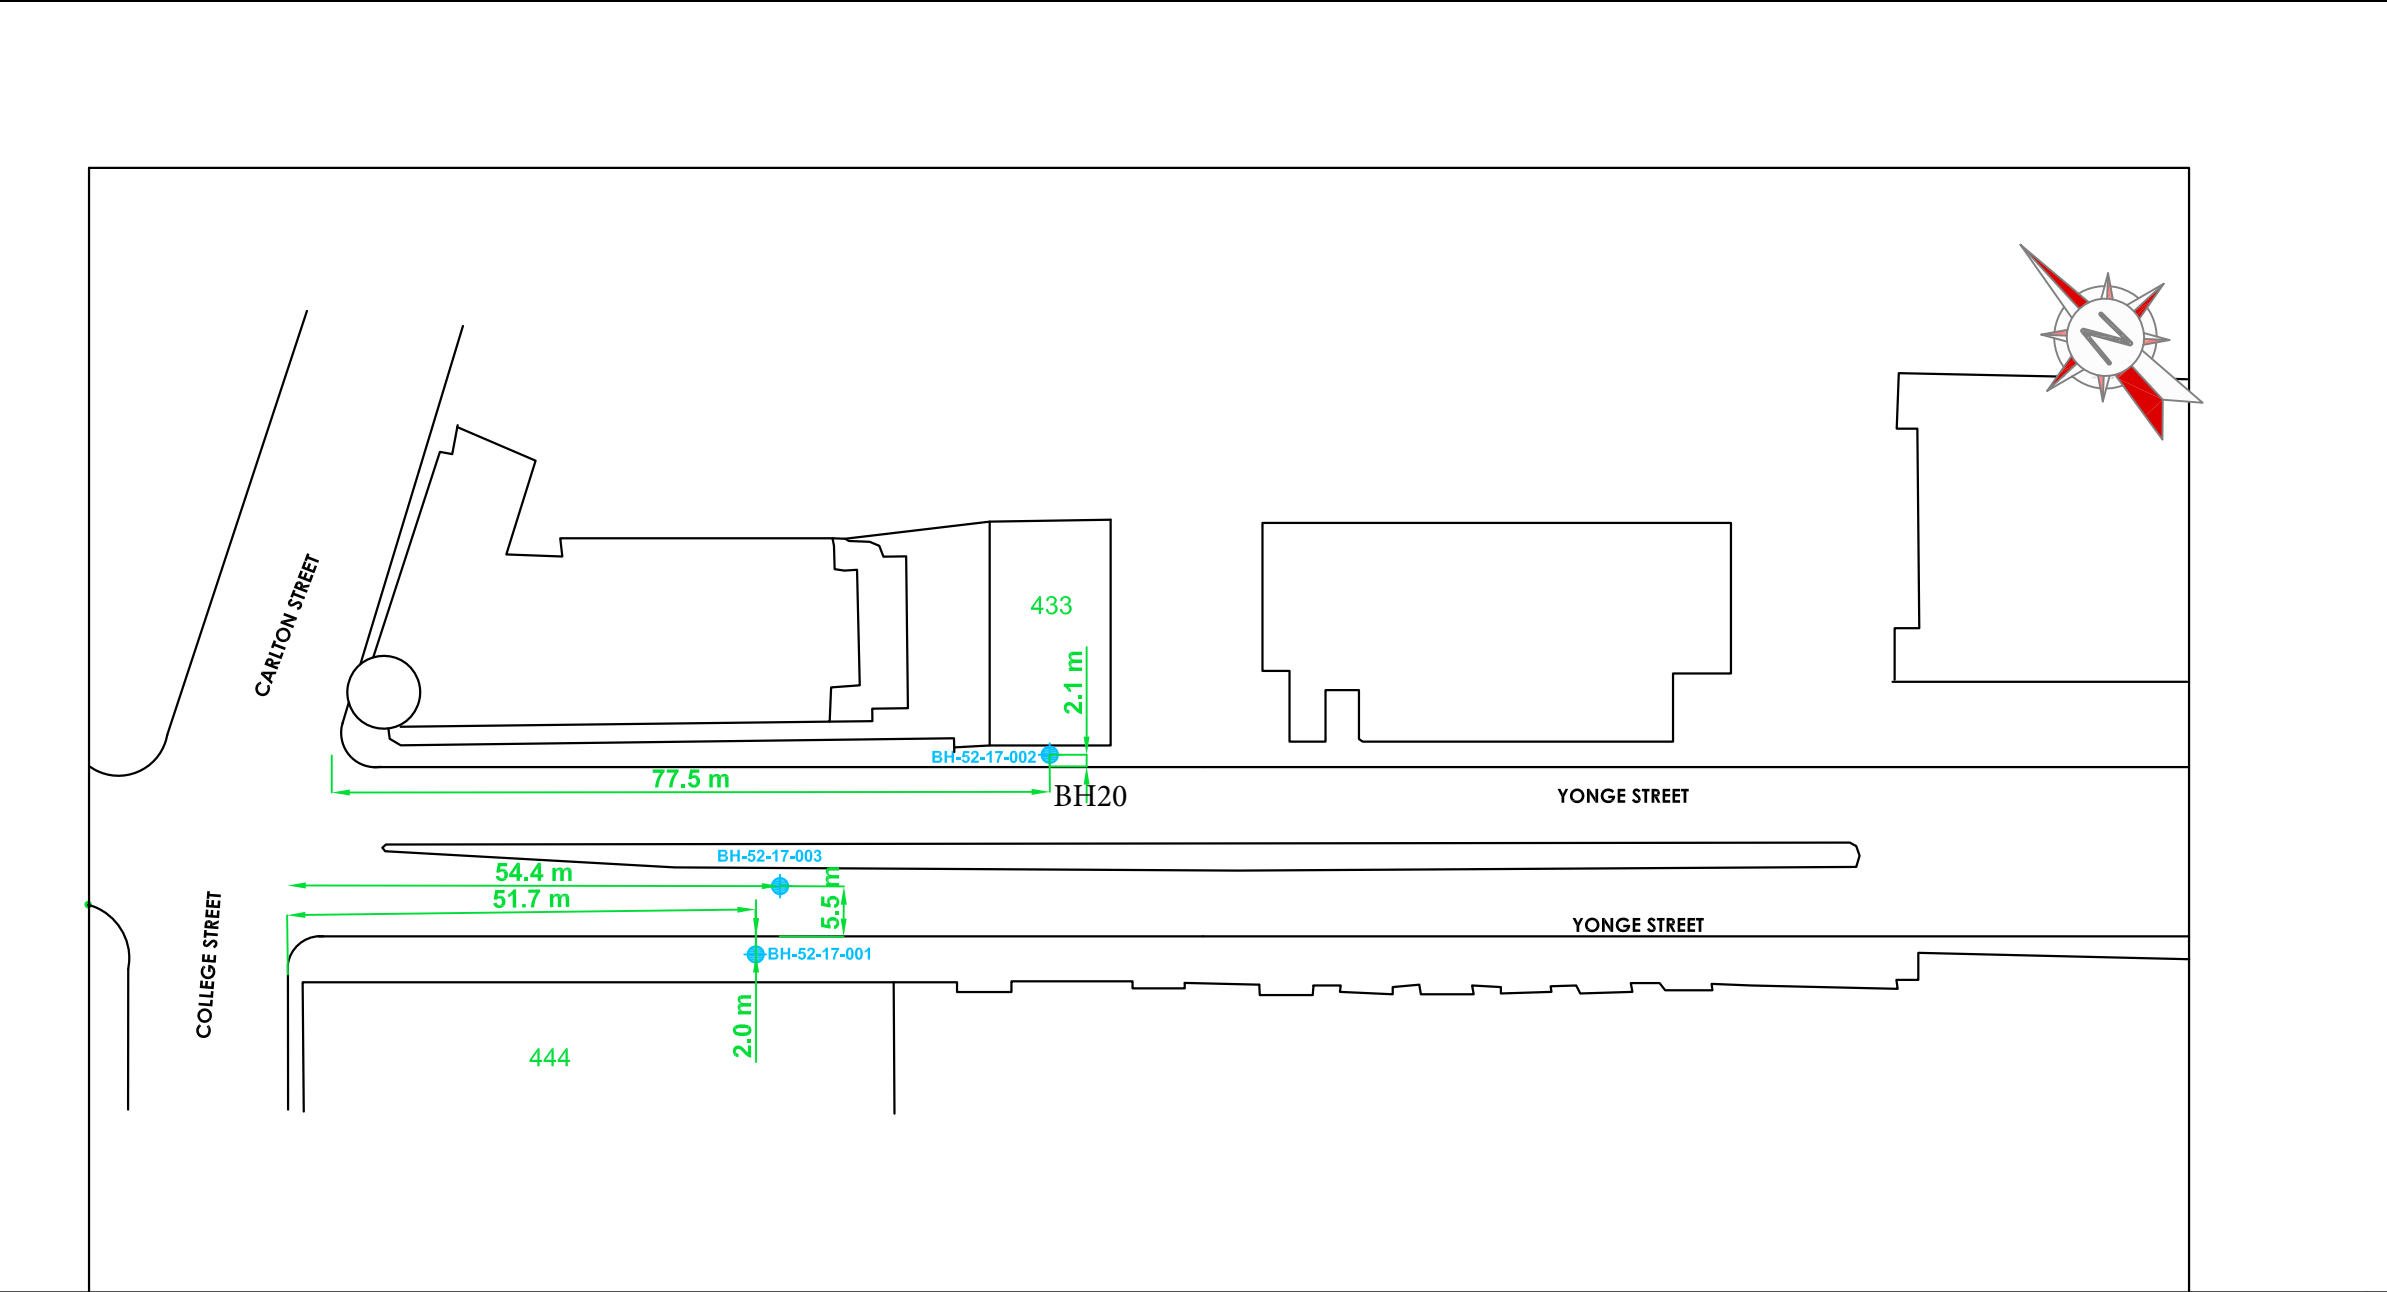 N
CARLTON STREET
433
2.1 m
BH-52-17-002
77.5 m
BH20
YONGE STREET
BH-52-17-003
54.4 m
51.7 m
5.5 m
YONGE STREET
COLLEGE STREET
BH-52-17-001
2.0 m
444